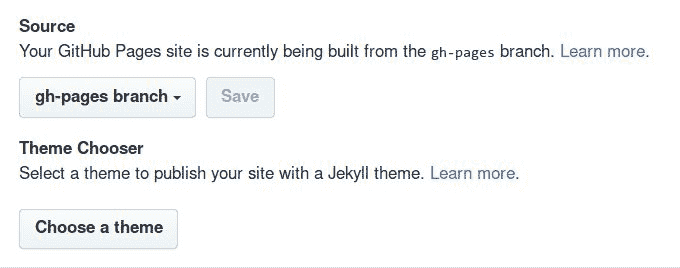 Source
Your GitHub Pages site is currently being built from the gh-pages branch. Learn more.
gh-pages branch Save
Theme Chooser
Select a theme to publish your site with a Jekyll theme. Learn more.
Choose a theme